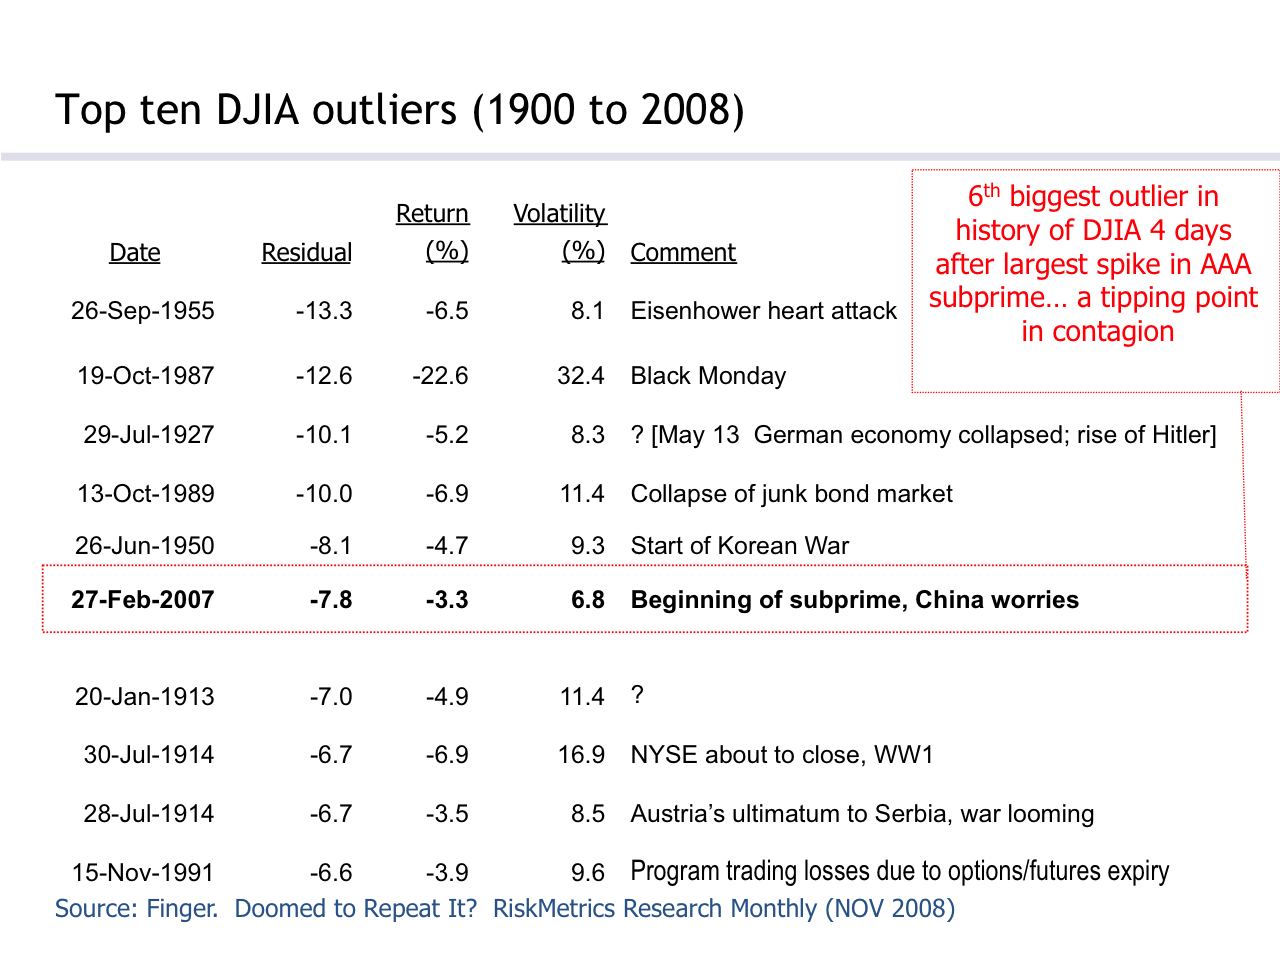 Top ten DJIA outliers (1900 to 2008)
6th biggest outlier in
history of DJIA 4 days
after largest spike in AAA
subprime... a tipping point
in contagion
Return Volatility
Date Residual (%) (%) Comment
26-Sep-1955 -13.3 -6.5 8.1 Eisenhower heart attack
19-Oct-1987 -12.6 -22.6 32.4 Black Monday
29-Jul-1927 -10.1 -5.2 8.3 ? [May 13  German economy collapsed; rise of Hitler]
13-Oct-1989 -10.0 -6.9 11.4 Collapse of junk bond market
26-Jun-1950 -8.1 -4.7 9.3 Start of Korean War
27-Feb-2007 -7.8 -3.3 6.8 Beginning of subprime, China worries
20-Jan-1913 -7.0 -4.9 11.4 ?
30-Jul-1914 -6.7 -6.9 16.9 NYSE about to close, WW1
28-Jul-1914 -6.7 -3.5 8.5 Austria’s ultimatum to Serbia, war looming
15-Nov-1991 -6.6 -3.9 9.6 Program trading losses due to options/futures expiry
Source: Finger.  Doomed to Repeat It?  RiskMetrics Research Monthly (NOV 2008)